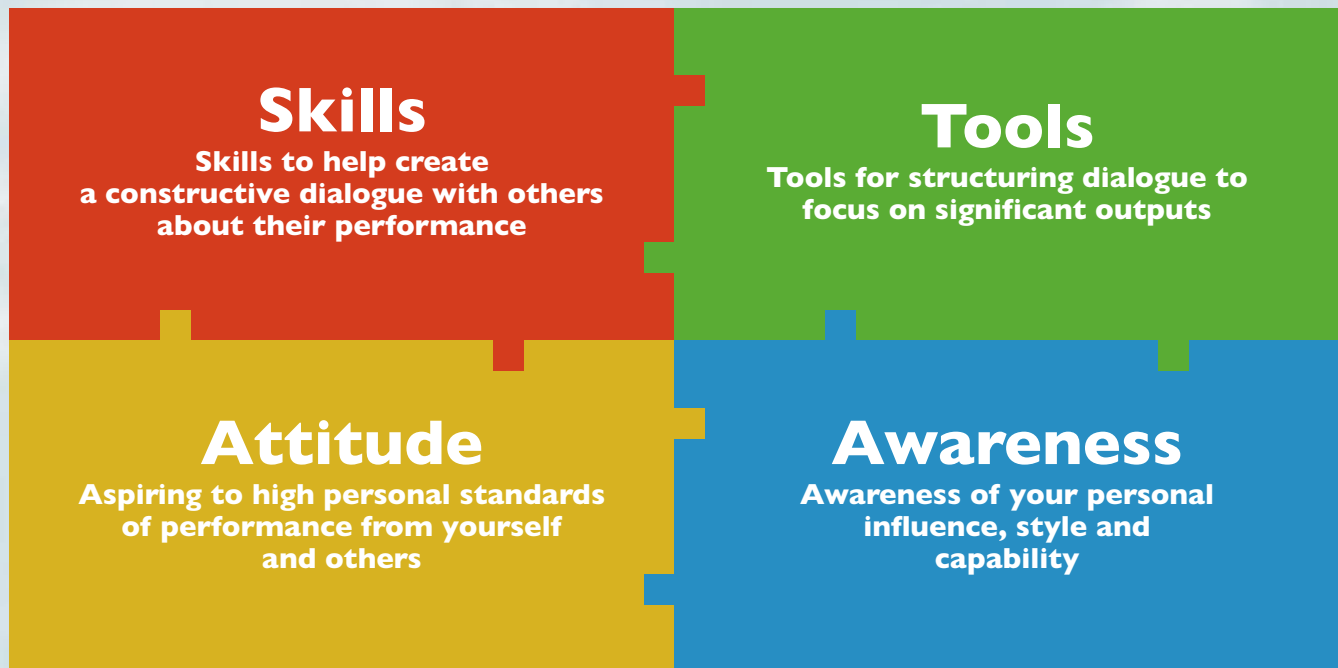 Skills
Skills to help create
a constructive dialogue with others
about their performance
Tools
Tools for structuring dialogue to
focus on significant outputs
Attitude
Aspiring to high personal standards
of performance from yourself
and others
Awareness
Awareness of your personal
influence, style and
capability